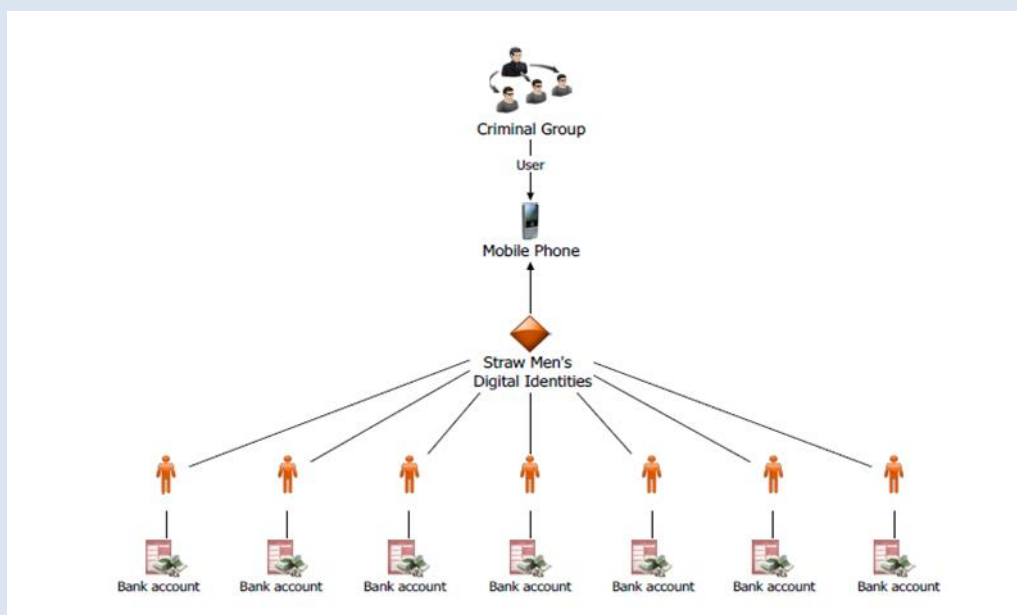 Criminal Group
User
Mobile Phone
Straw Men's
Digital Identities
Bank account Bank account Bank account Bank account Bank account Bank account Bank account